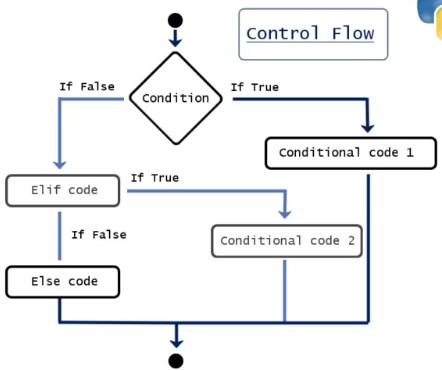 Control Flow
If False
Condition
If True
Conditional code 1
Elif code
If True
If False
Conditional code 2
Else code